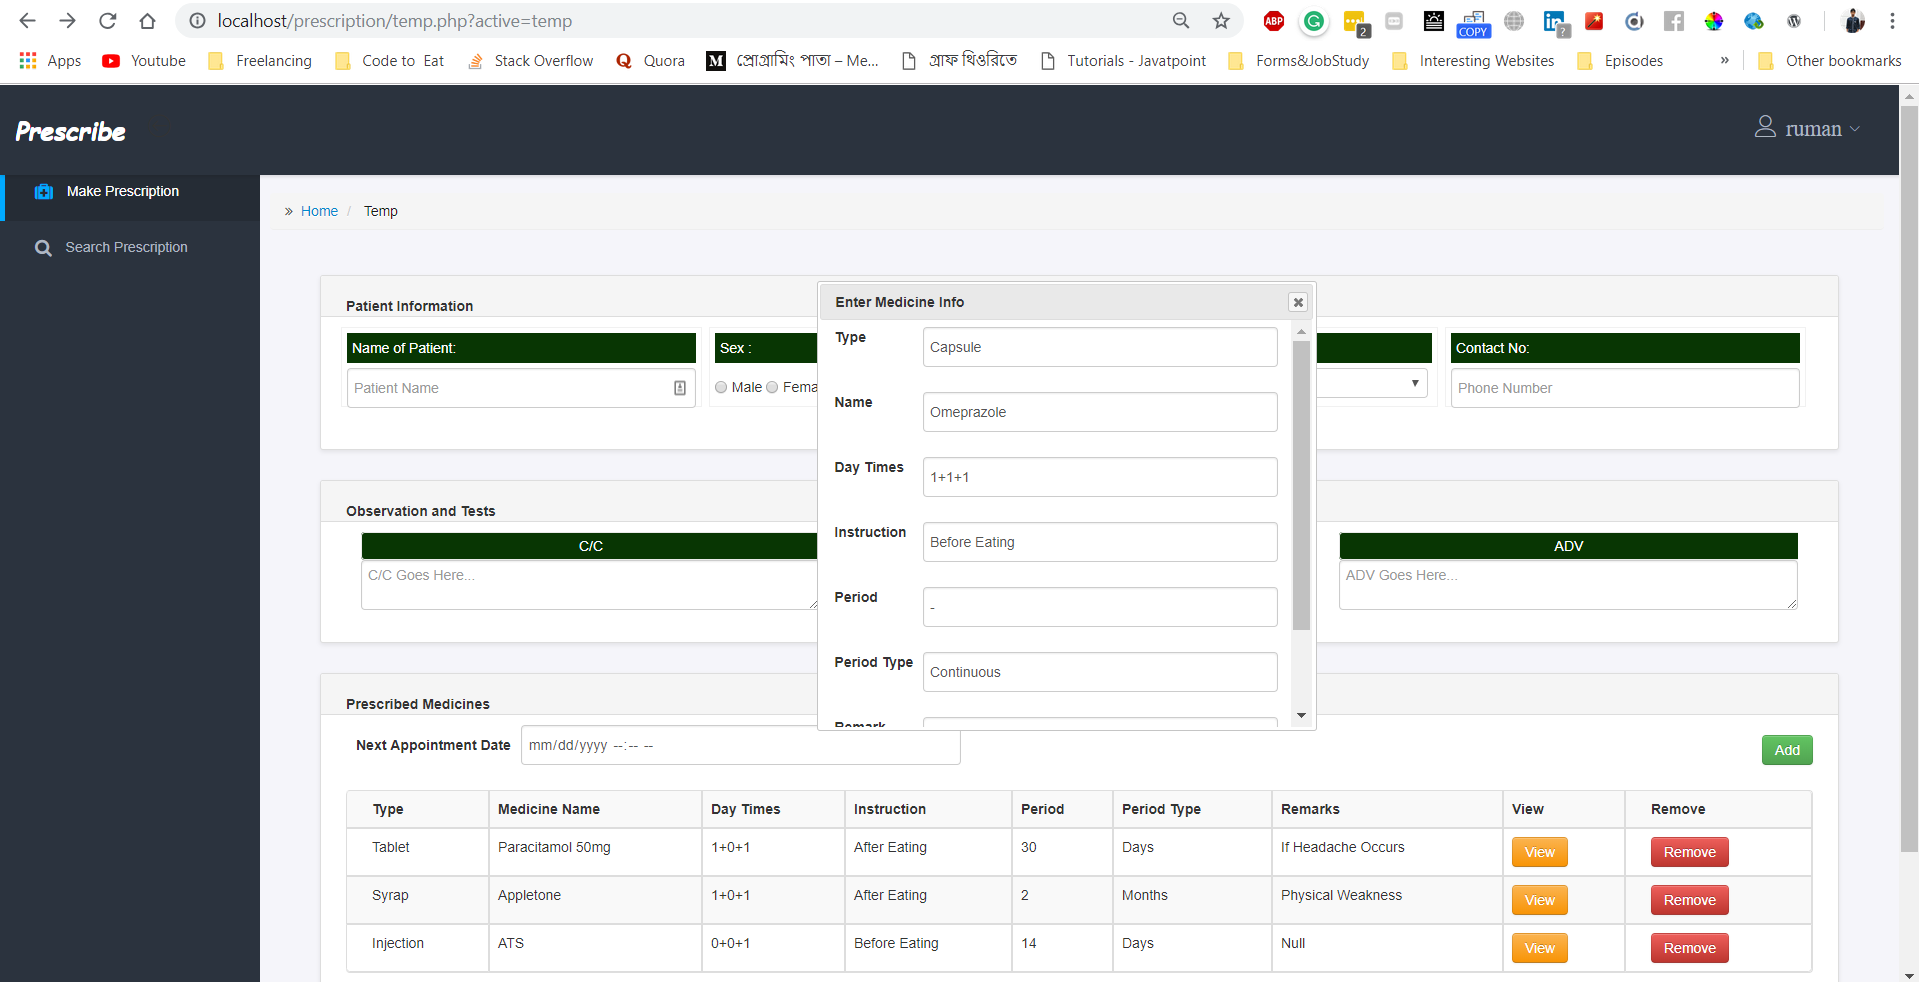 localhost/prescription/temp.php?active=temp
ABP
2
COPY
?
Apps Youtube Freelancing Code to Eat Stack Overflow Quora M প্রোগ্রামিং পাতা – Me... গ্রাফ থিওরিতে Tutorials - Javatpoint Forms&JobStudy Interesting Websites Episodes » Other bookmarks
Prescribe
ruman
Make Prescription
Search Prescription
» Home / Temp
Patient Information
Name of Patient:
Sex :
Contact No:
Patient Name
Male
Fema
Phone Number
Enter Medicine Info
Type
Capsule
Name
Omeprazole
Day Times
1+1+1
Instruction
Before Eating
Period
-
Period Type
Continuous
Remark
Observation and Tests
C/C
ADV
C/C Goes Here...
ADV Goes Here...
Prescribed Medicines
Next Appointment Date mm/dd/yyyy --:-- --
Add
Type Medicine Name Day Times Instruction Period Period Type Remarks View Remove
Tablet Paracitamol 50mg 1+0+1 After Eating 30 Days If Headache Occurs View Remove
Syrap Appletone 1+0+1 After Eating 2 Months Physical Weakness View Remove
Injection ATS 0+0+1 Before Eating 14 Days Null View Remove